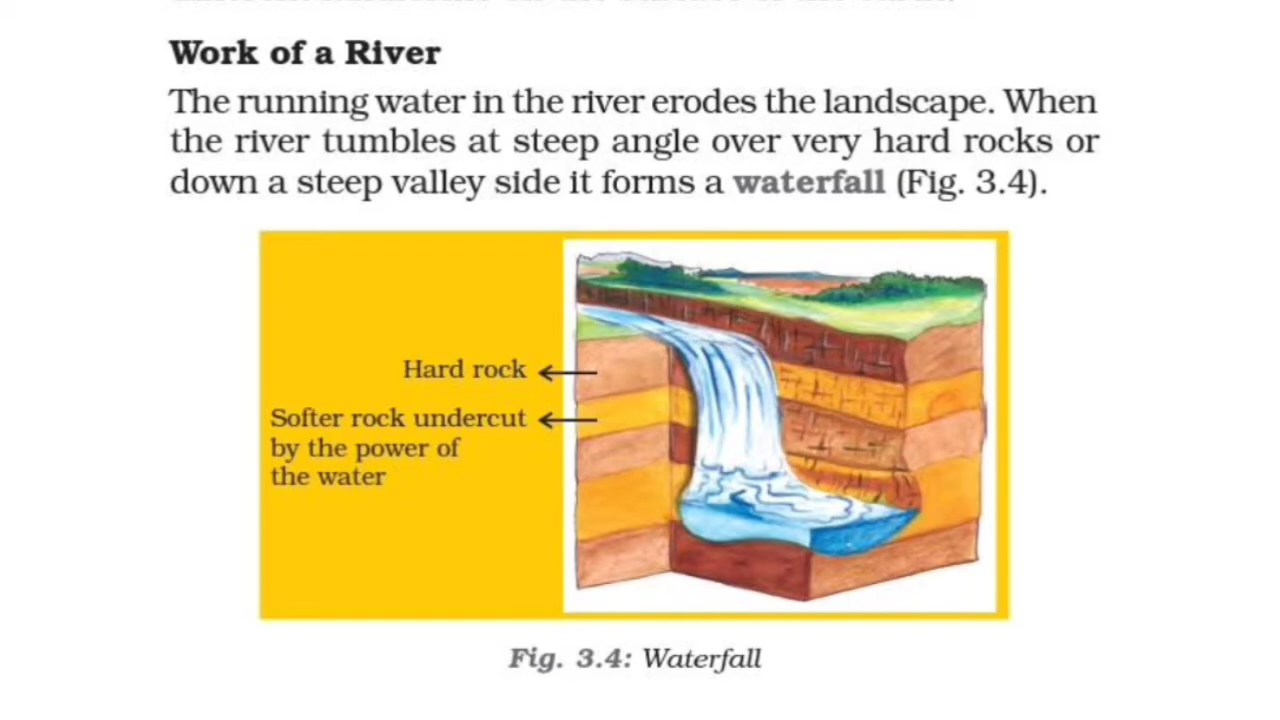 Work of a River
The running water in the river erodes the landscape. When
the river tumbles at steep angle over very hard rocks or
down a steep valley side it forms a waterfall (Fig. 3.4).
Hard rock
Softer rock undercut
by the power of
the water
Fig. 3.4: Waterfall